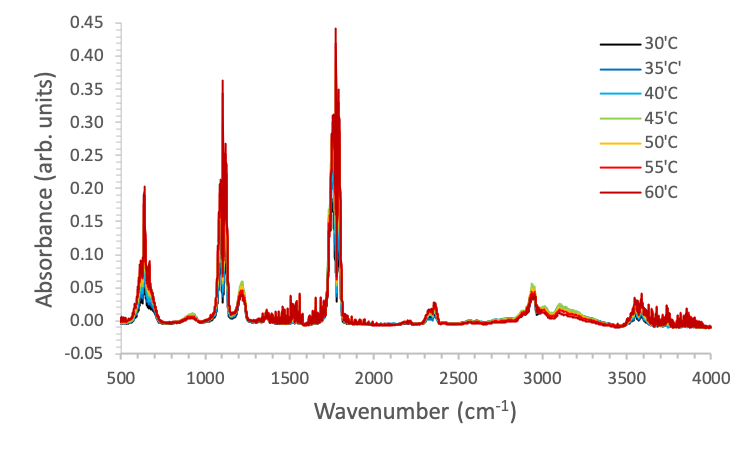 0.45
0.40
0.35
0.30
0.25
0.20
0.15
0.10
0.05
0.00
-0.05
Absorbance (arb. units)
30'C
35'C'
40'C
45'C
50'C
55'C
60'C
500 1000 1500 2000 2500 3000 3500 4000
Wavenumber (cm⁻¹)